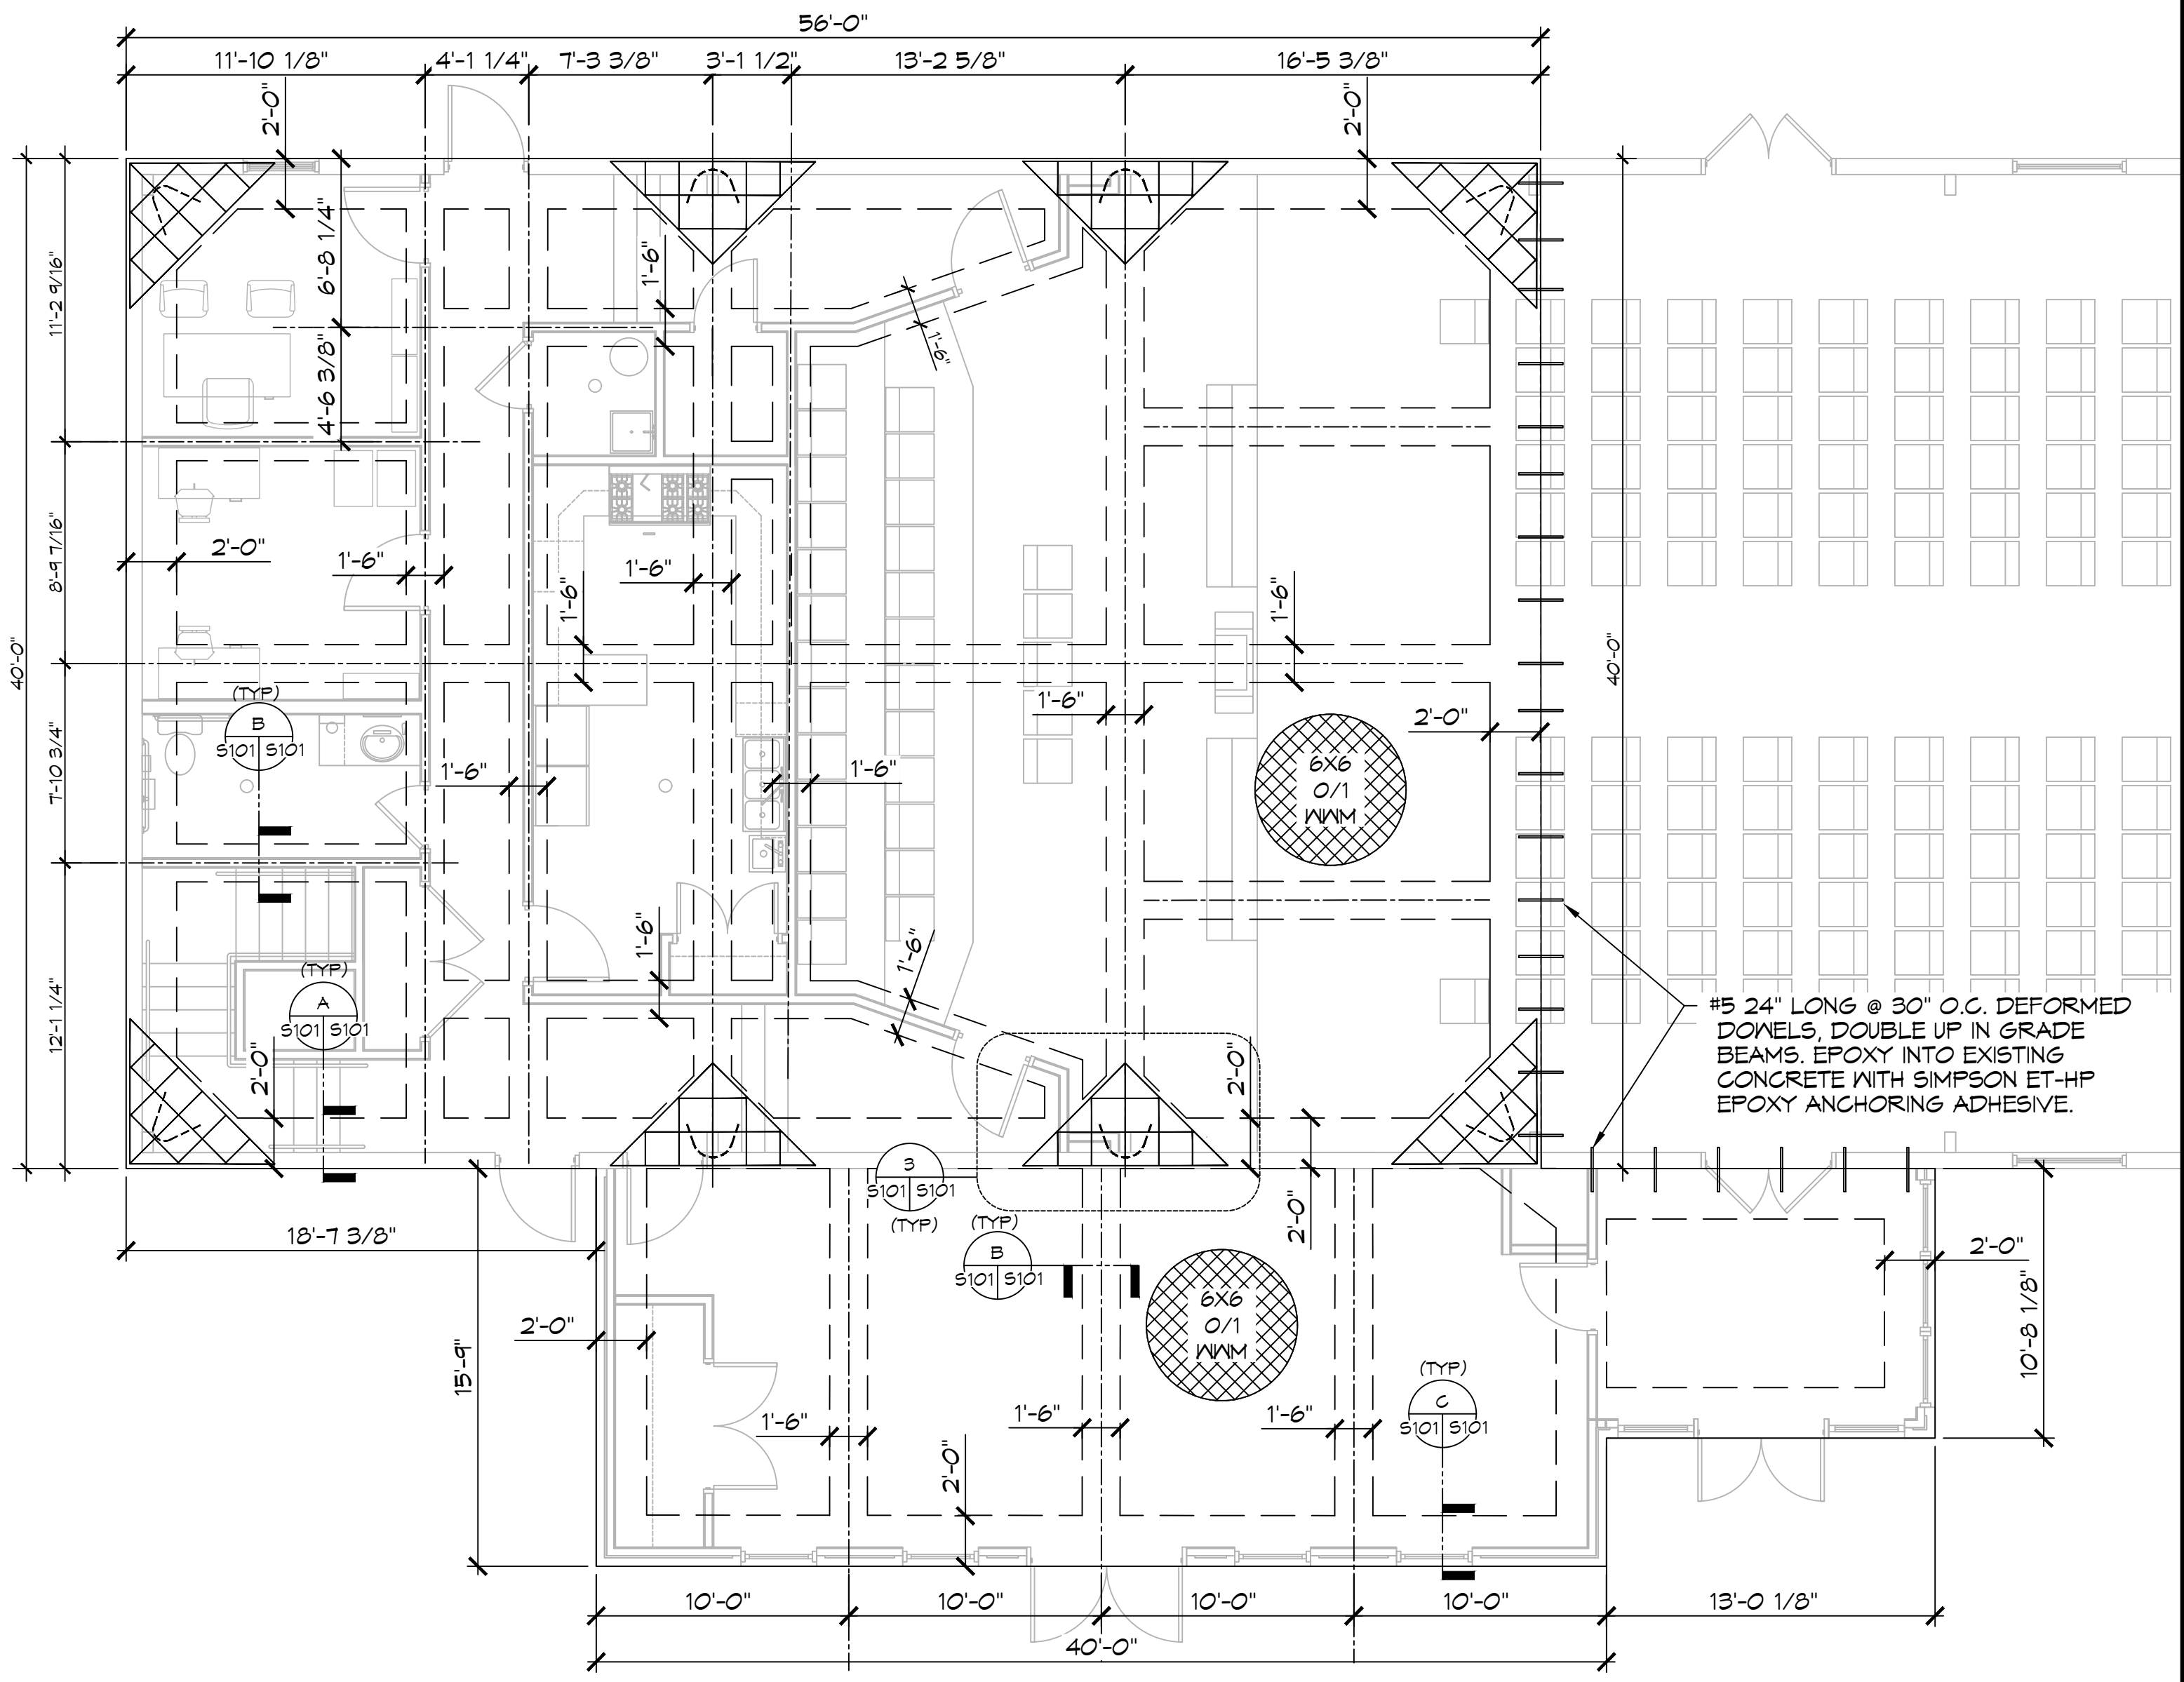 56'-0"
11'-10 1/8"
4'-1 1/4"
7'-3 3/8"
3'-1 1/2"
13'-2 5/8"
16'-5 3/8"
2'-0"
2'-0"
11'-2 9/16"
6'-8 1/4"
1'-6"
1'-6"
4'-6 3/8"
8'-9 7/16"
2'-0"
1'-6"
1'-6"
1'-6"
1'-6"
40'-0"
40'-0"
(TYP)
B
S101 S101
1'-6"
2'-0"
7'-10 3/4"
1'-6"
1'-6"
6X6
0/1
WWM
1'-6"
1'-6"
(TYP)
A
S101 S101
12'-1 1/4"
2'-0"
2'-0"
#5 24" LONG @ 30" O.C. DEFORMED
DOWELS, DOUBLE UP IN GRADE
BEAMS. EPOXY INTO EXISTING
CONCRETE WITH SIMPSON ET-HP
EPOXY ANCHORING ADHESIVE.
3
S101 S101
(TYP)
18'-7 3/8"
(TYP)
B
S101 S101
2'-0"
2'-0"
10'-8 1/8"
2'-0"
15'-9"
6X6
0/1
WWM
(TYP)
C
S101 S101
1'-6"
1'-6"
1'-6"
2'-0"
10'-0"
10'-0"
10'-0"
10'-0"
13'-0 1/8"
40'-0"